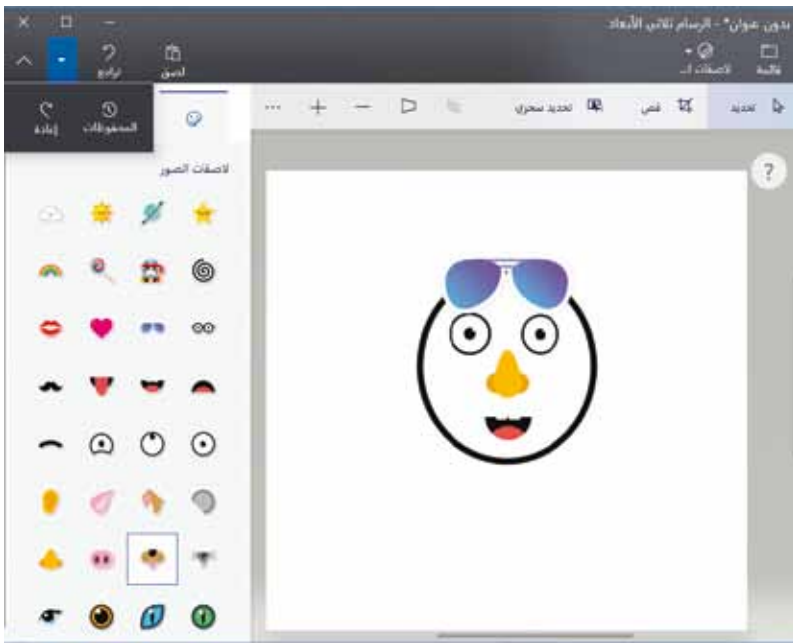 بدون عنوان* - الرسام ثلاثي الأبعاد
قائمة
لاصقات ا...
لصق
تراجع
تحديد
قص
تحديد سحري
المحفوظات
إعادة
لاصقات الصور
?